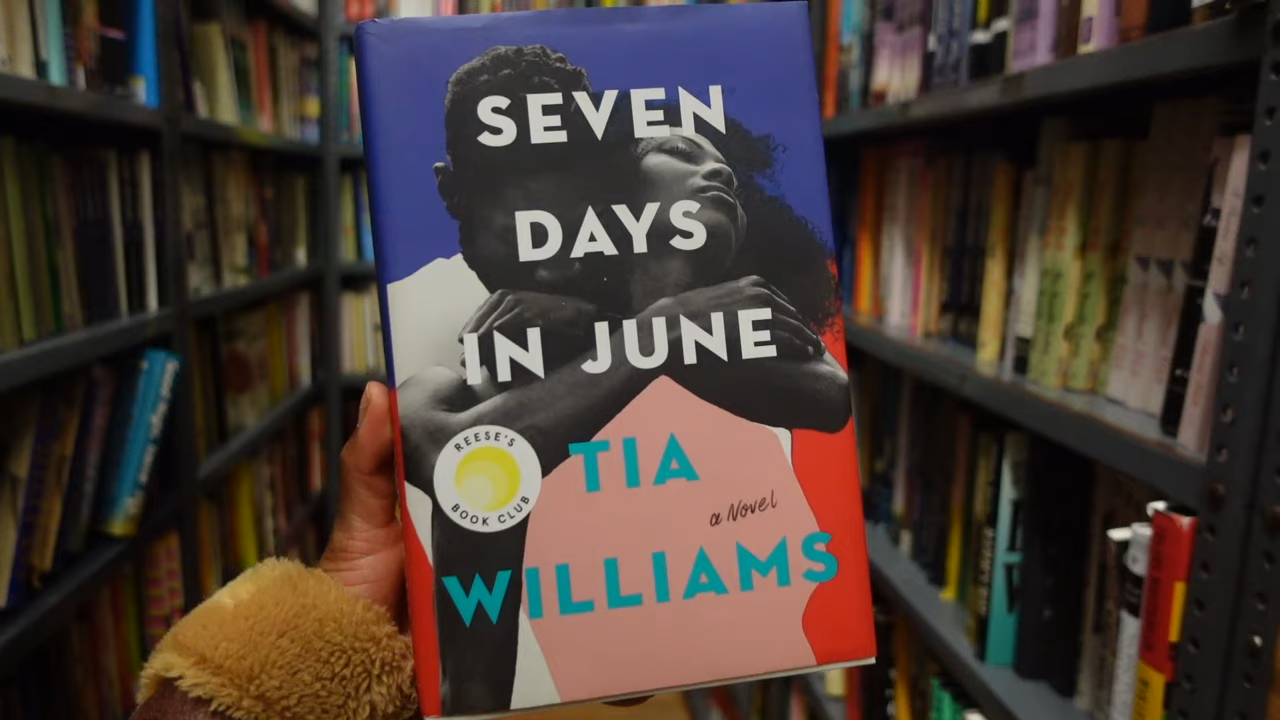 SEVEN
DAYS
IN JUNE
REESE'S
BOOK CLUB
TIA
a Novel
WILLIAMS